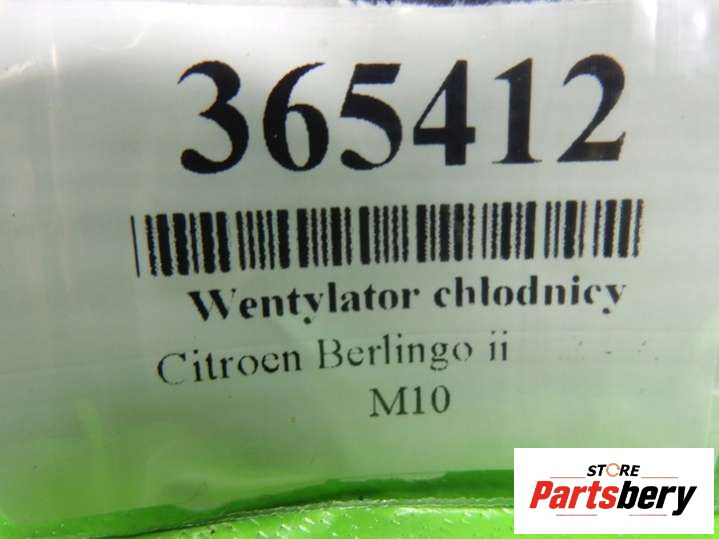 365412
Wentylator chlodnicy
Citroen Berlingo ii
M10
STORE
Partsbery